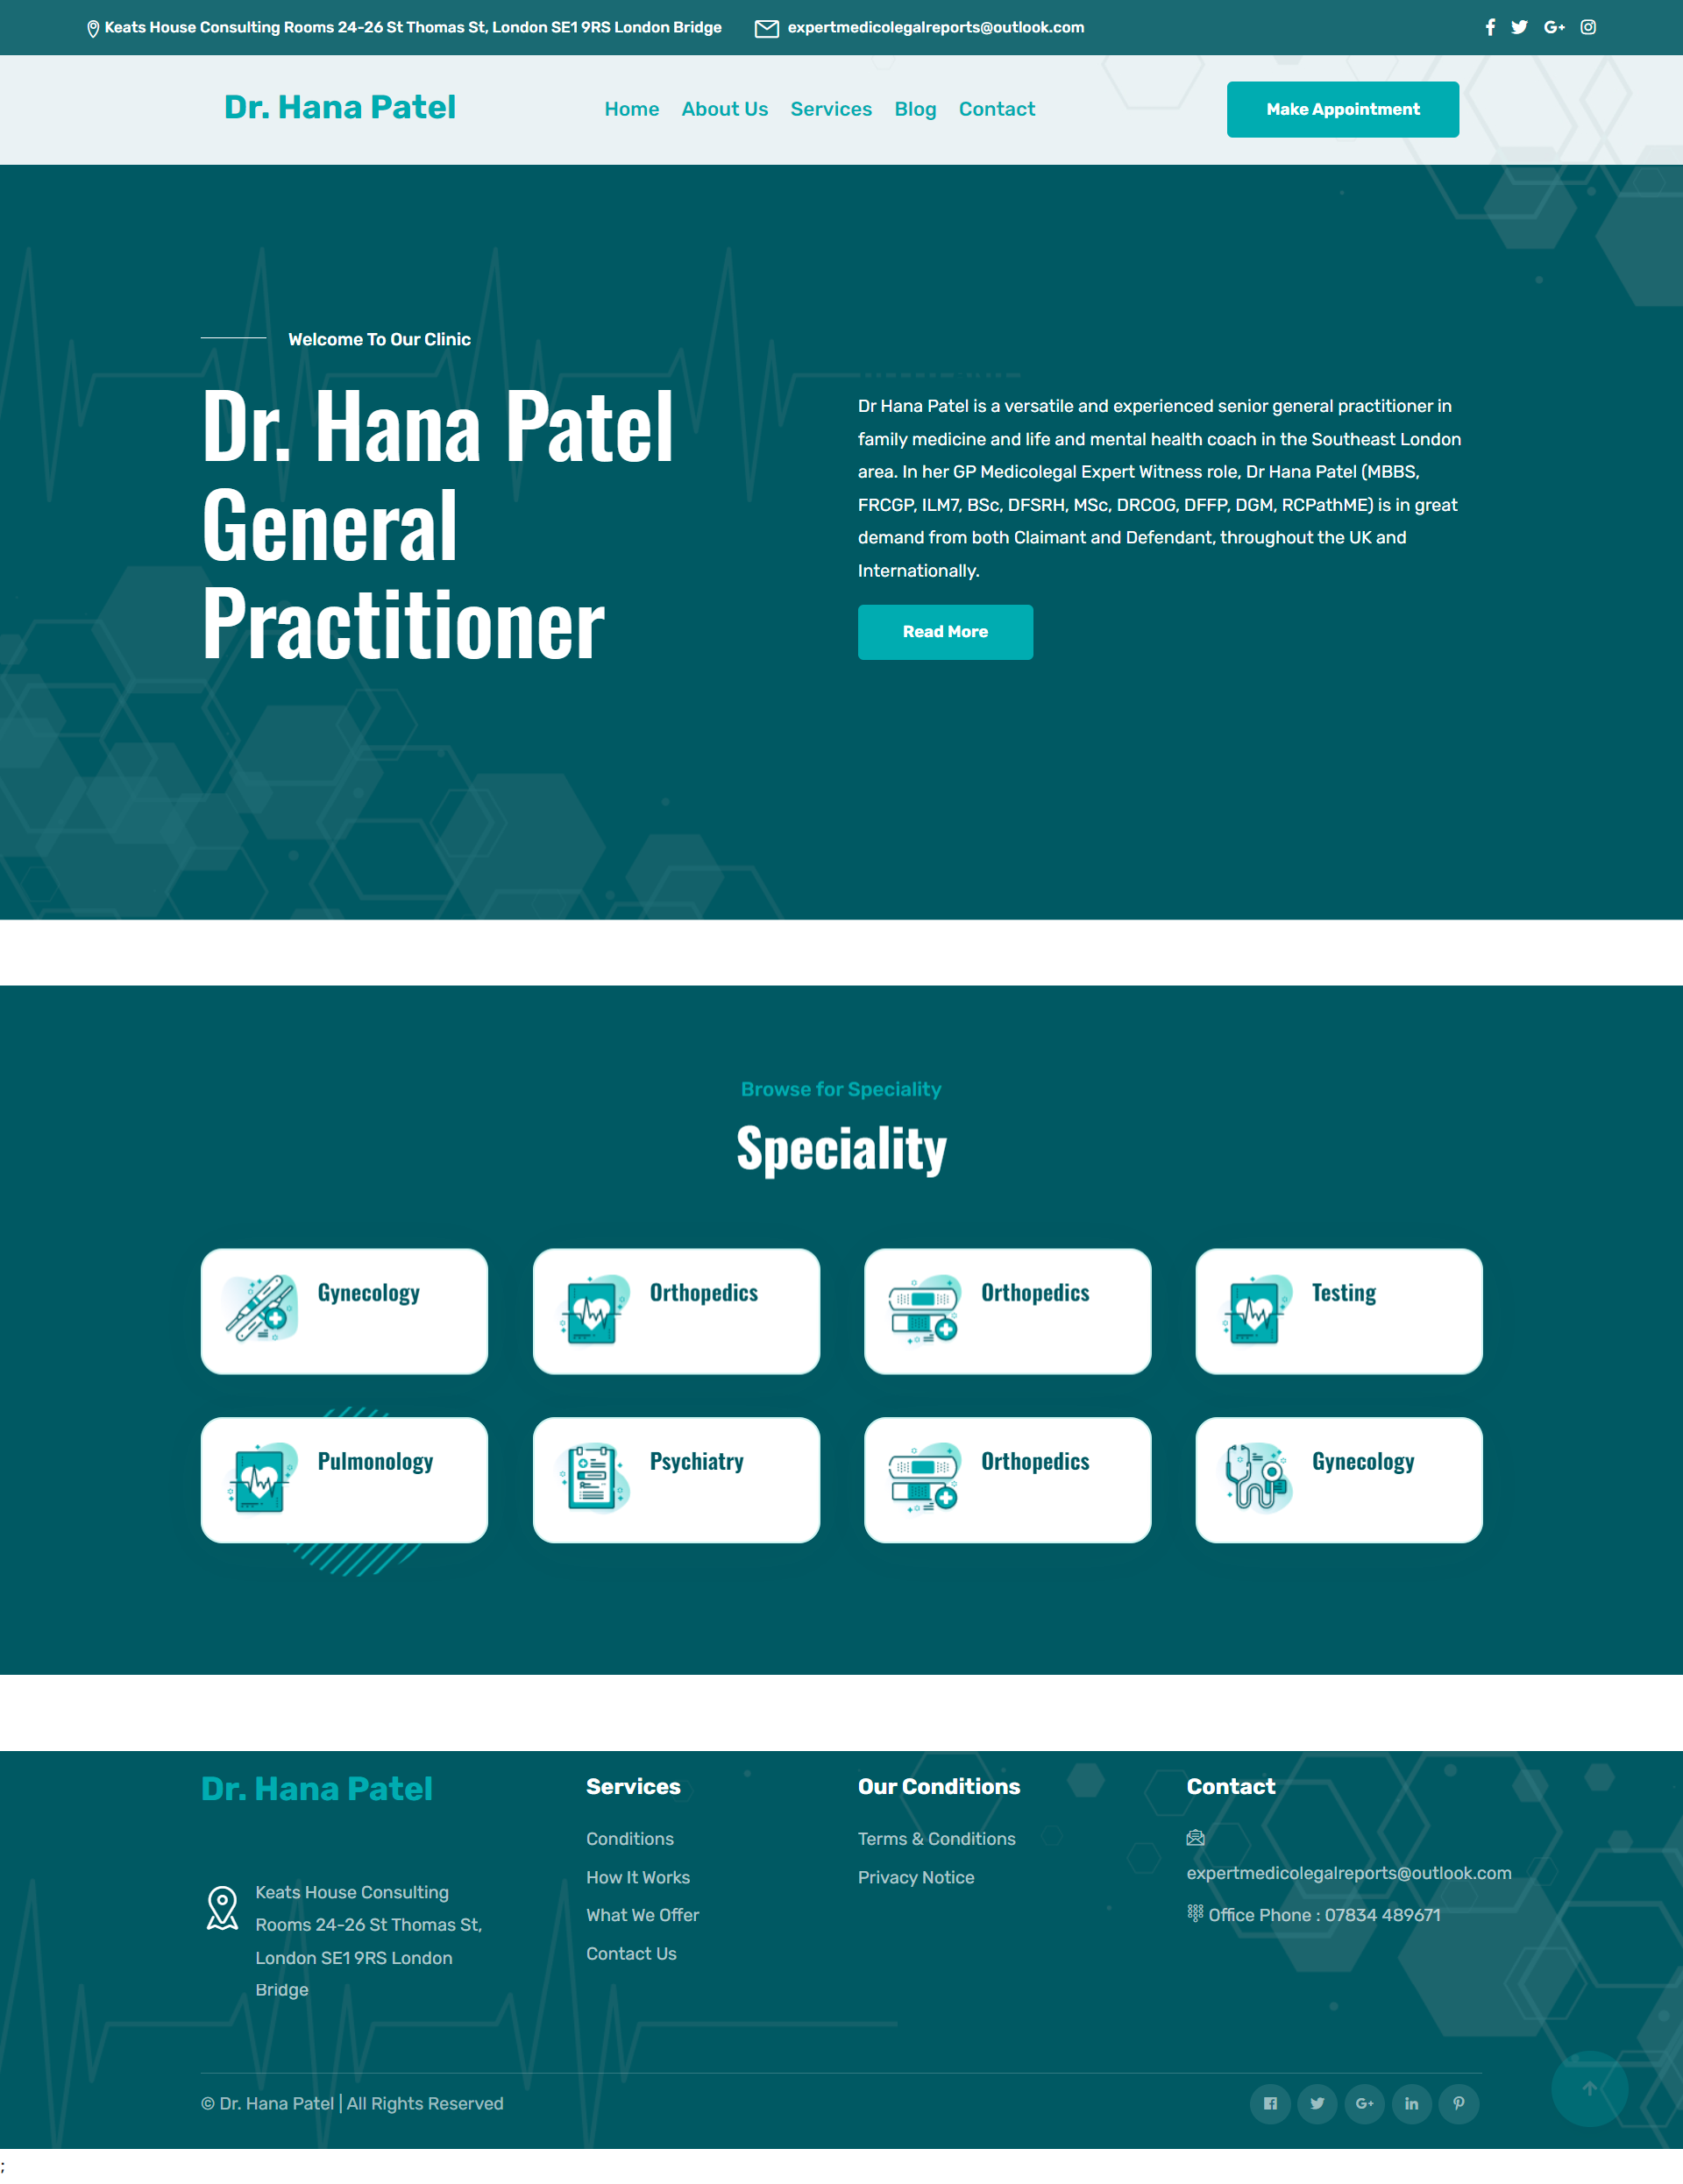 Keats House Consulting Rooms 24-26 St Thomas St, London SE1 9RS London Bridge
expertmedicolegalreports@outlook.com
Dr. Hana Patel
Home
About Us
Services
Blog
Contact
Make Appointment
Welcome To Our Clinic
Dr. Hana Patel
General
Practitioner
Dr Hana Patel is a versatile and experienced senior general practitioner in
family medicine and life and mental health coach in the Southeast London
area. In her GP Medicolegal Expert Witness role, Dr Hana Patel (MBBS,
FRCGP, ILM7, BSc, DFSRH, MSc, DRCOG, DFFP, DGM, RCPathME) is in great
demand from both Claimant and Defendant, throughout the UK and
Internationally.
Read More
Browse for Speciality
Speciality
Gynecology
Orthopedics
Orthopedics
Testing
Pulmonology
Psychiatry
Orthopedics
Gynecology
Dr. Hana Patel
Keats House Consulting
Rooms 24-26 St Thomas St,
London SE1 9RS London
Bridge
Services
Conditions
How It Works
What We Offer
Contact Us
Our Conditions
Terms & Conditions
Privacy Notice
Contact
expertmedicolegalreports@outlook.com
Office Phone : 07834 489671
© Dr. Hana Patel | All Rights Reserved
;